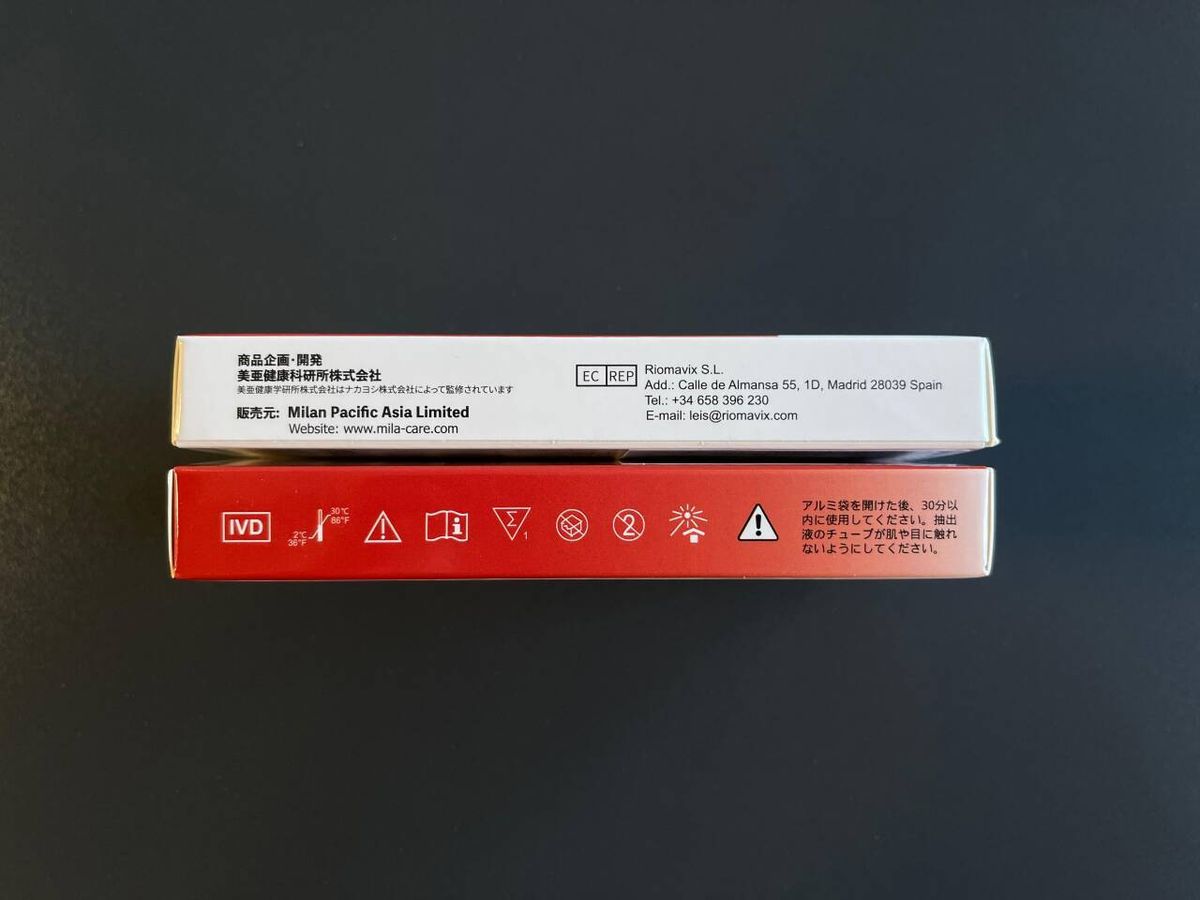 商品企画・開発
美亜健康科研所株式会社
美亜健康学研所株式会社はナカヨシ株式会社によって監修されています
販売元: Milan Pacific Asia Limited
Website: www.mila-care.com
EC REP
Riomavix S.L.
Add.: Calle de Almansa 55, 1D, Madrid 28039 Spain
Tel.: +34 658 396 230
E-mail: leis@riomavix.com
IVD
30℃
86°F
2℃
36°F
i
Σ
1
2
アルミ袋を開けた後、30分以
内に使用してください。抽出
液のチューブが肌や目に触れ
ないようにしてください。